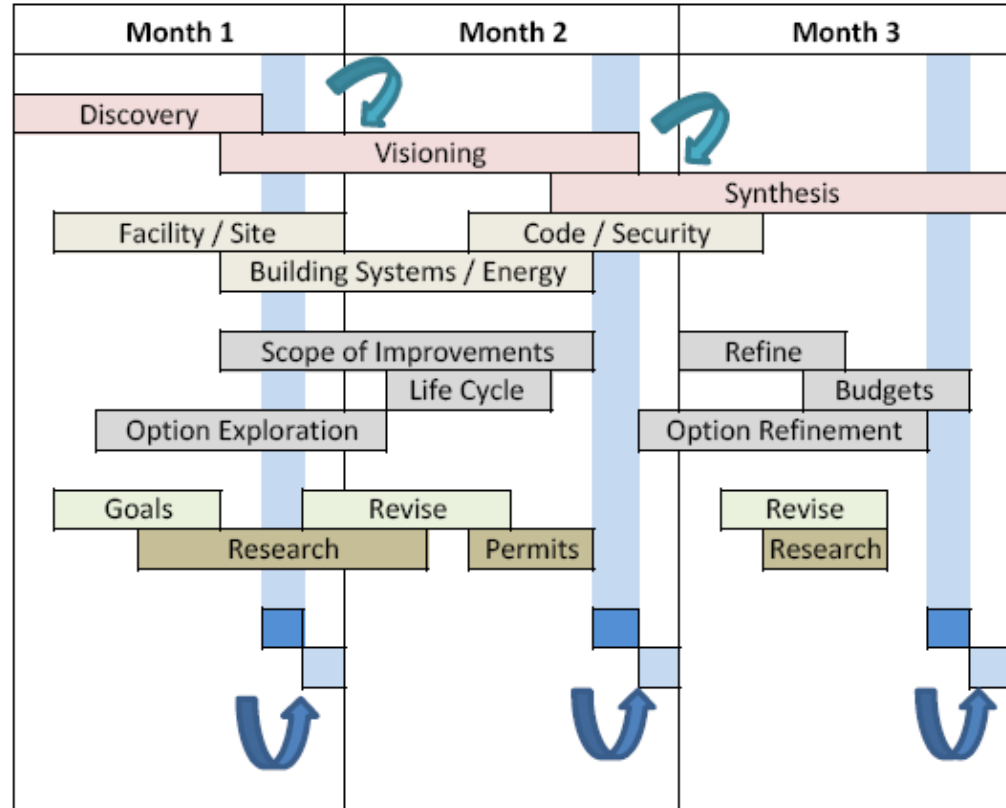 Month 1
Month 2
Month 3
Discovery
Visioning
Synthesis
Facility / Site
Code / Security
Building Systems / Energy
Scope of Improvements
Refine
Life Cycle
Budgets
Option Exploration
Option Refinement
Goals
Revise
Revise
Research
Permits
Research